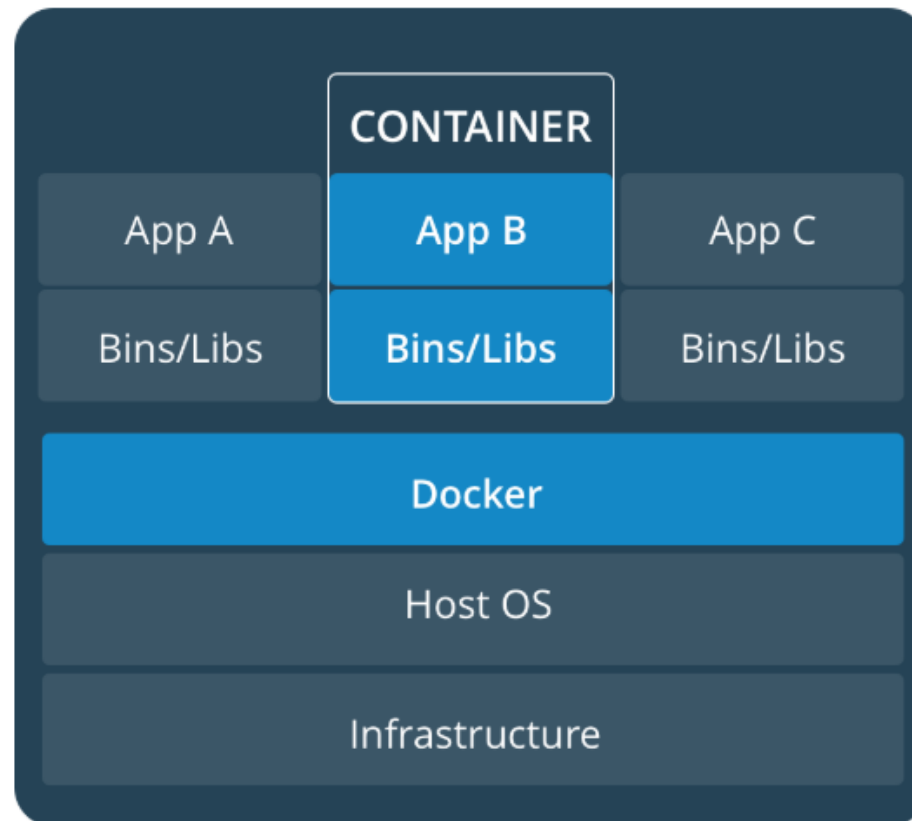 CONTAINER
App A
App B
App C
Bins/Libs
Bins/Libs
Bins/Libs
Docker
Host OS
Infrastructure